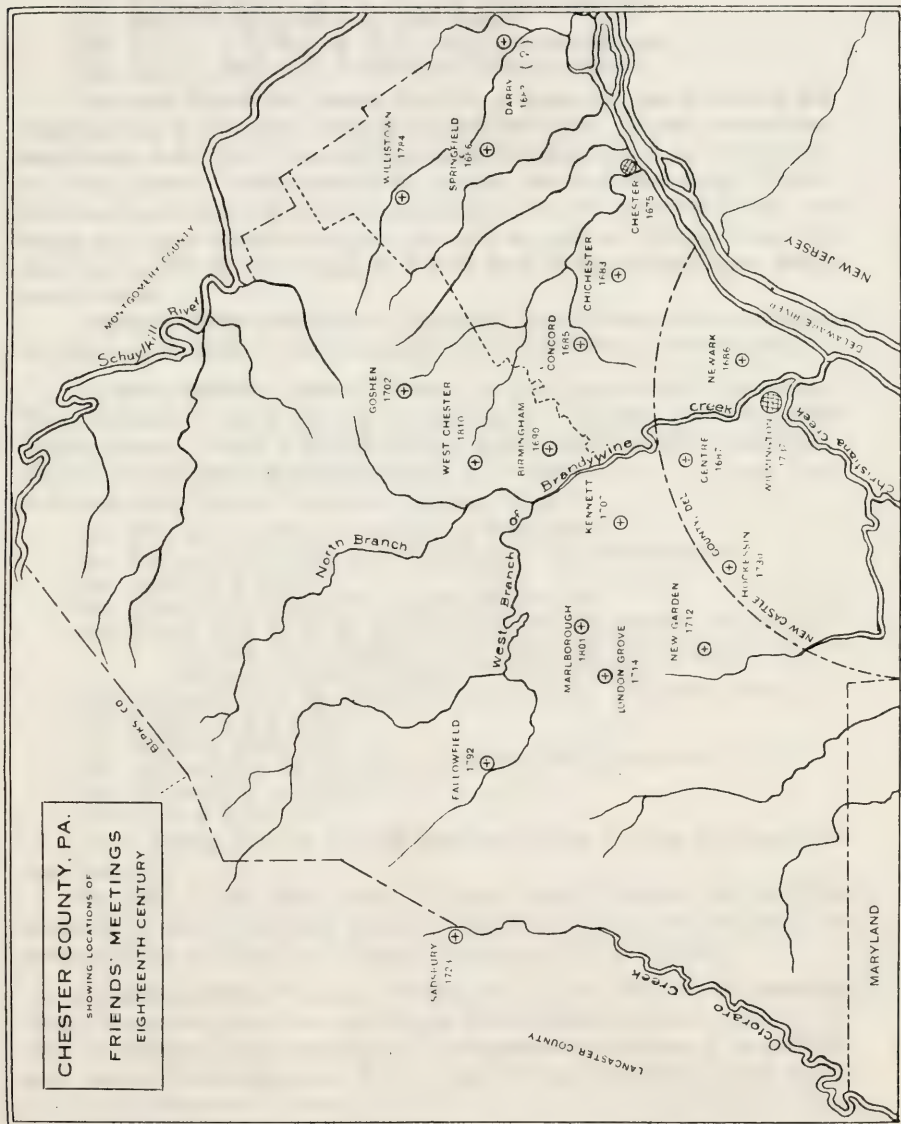 CHESTER COUNTY, PA.
SHOWING LOCATIONS OF
FRIENDS' MEETINGS
EIGHTEENTH CENTURY
BERKS CO
MONTGOMERY COUNTY
Schuylkill River
North Branch
West Branch of
Brandywine
Creek
WILLISTOWN
1784
SPRINGFIELD
1686
DARBY
GOSHEN
1702
WEST CHESTER
1810
BIRMINGHAM
1690
CONCORD
1685
CHICHESTER
1683
CHESTER
1675
NEWARK
1686
CENTRE
1687
WILMINGTON
KENNETT
HOCKESSIN
1730
MARLBOROUGH
1801
LONDON GROVE
1714
NEW GARDEN
1712
FALLOWFIELD
1792
SADSBURY
NEW CASTLE
COUNTY, DEL
Christiana Creek
DELAWARE RIVER
NEW JERSEY
LANCASTER COUNTY
Octoraro
Creek
MARYLAND